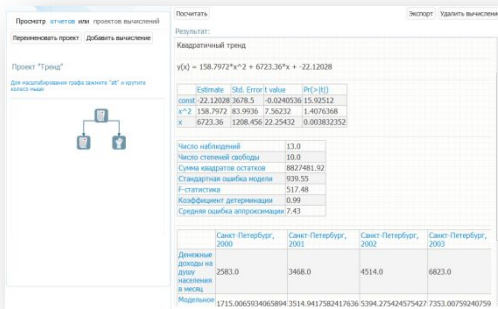 Просмотр отчетов или проектов вычислений
Переименовать проект Добавить вычисление
Проект "Тренд"
Для масштабирования графа зажмите "alt" и крутите
колесо мыши
Посчитать Экспорт Удалить вычислени
Результат:
Квадратичный тренд
y(x) = 158.7972*x^2 + 6723.36*x + -22.12028
Estimate Std. Error t value Pr(>|t|)
const -22.12028 3678.5 -0.0240536 15.92512
x^2 158.7972 83.9936 7.56232 1.4076368
x 6723.36 1208.456 22.25432 0.003832352
Число наблюдений 13.0
Число степеней свободы 10.0
Сумма квадратов остатков 8827481.92
Стандартная ошибка модели 939.55
F-статистика 517.48
Коэффициент детерминации 0.99
Средняя ошибка аппроксимации 7.43
Санкт-Петербург, 2000 Санкт-Петербург, 2001 Санкт-Петербург, 2002 Санкт-Петербург, 2003
Денежные
доходы на
душу 2583.0 3468.0 4514.0 6823.0
населения
в месяц
Модельное 1715.0065934065894 3514.9417582417636 5394.275424575427 7353.00759240759